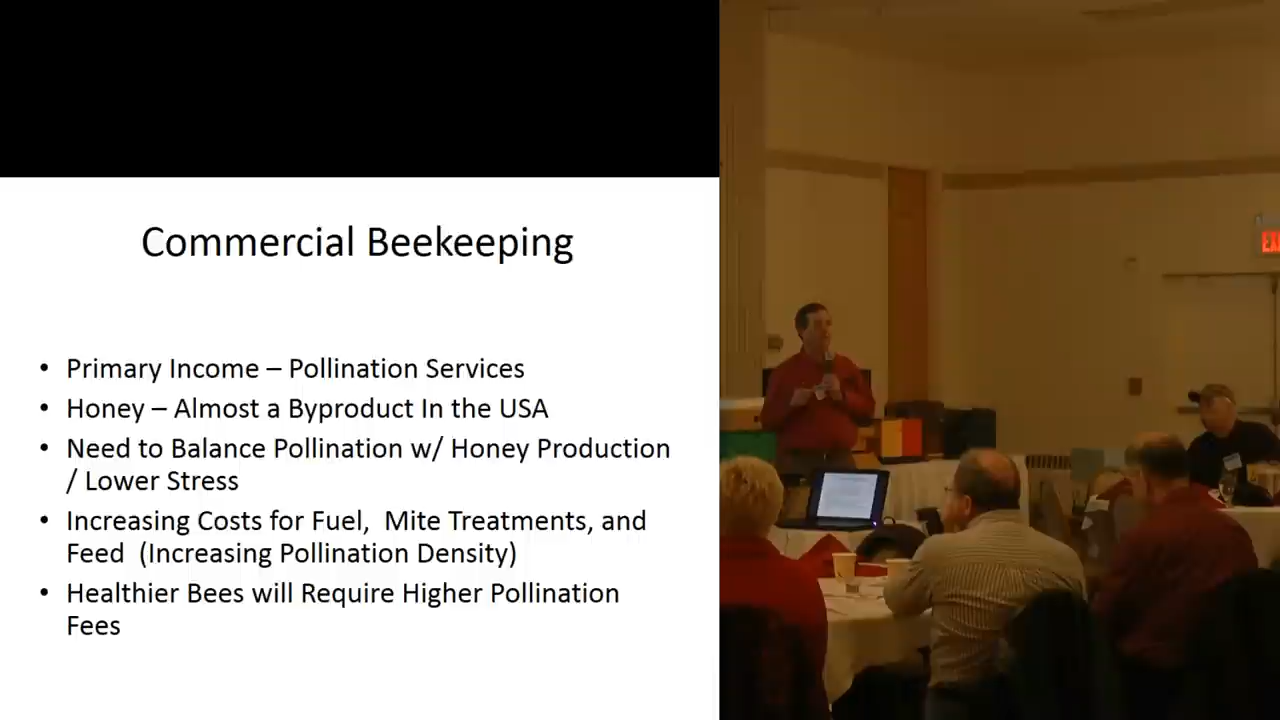 Commercial Beekeeping
• Primary Income – Pollination Services
• Honey – Almost a Byproduct In the USA
• Need to Balance Pollination w/ Honey Production
/ Lower Stress
• Increasing Costs for Fuel,  Mite Treatments, and
Feed  (Increasing Pollination Density)
• Healthier Bees will Require Higher Pollination
Fees